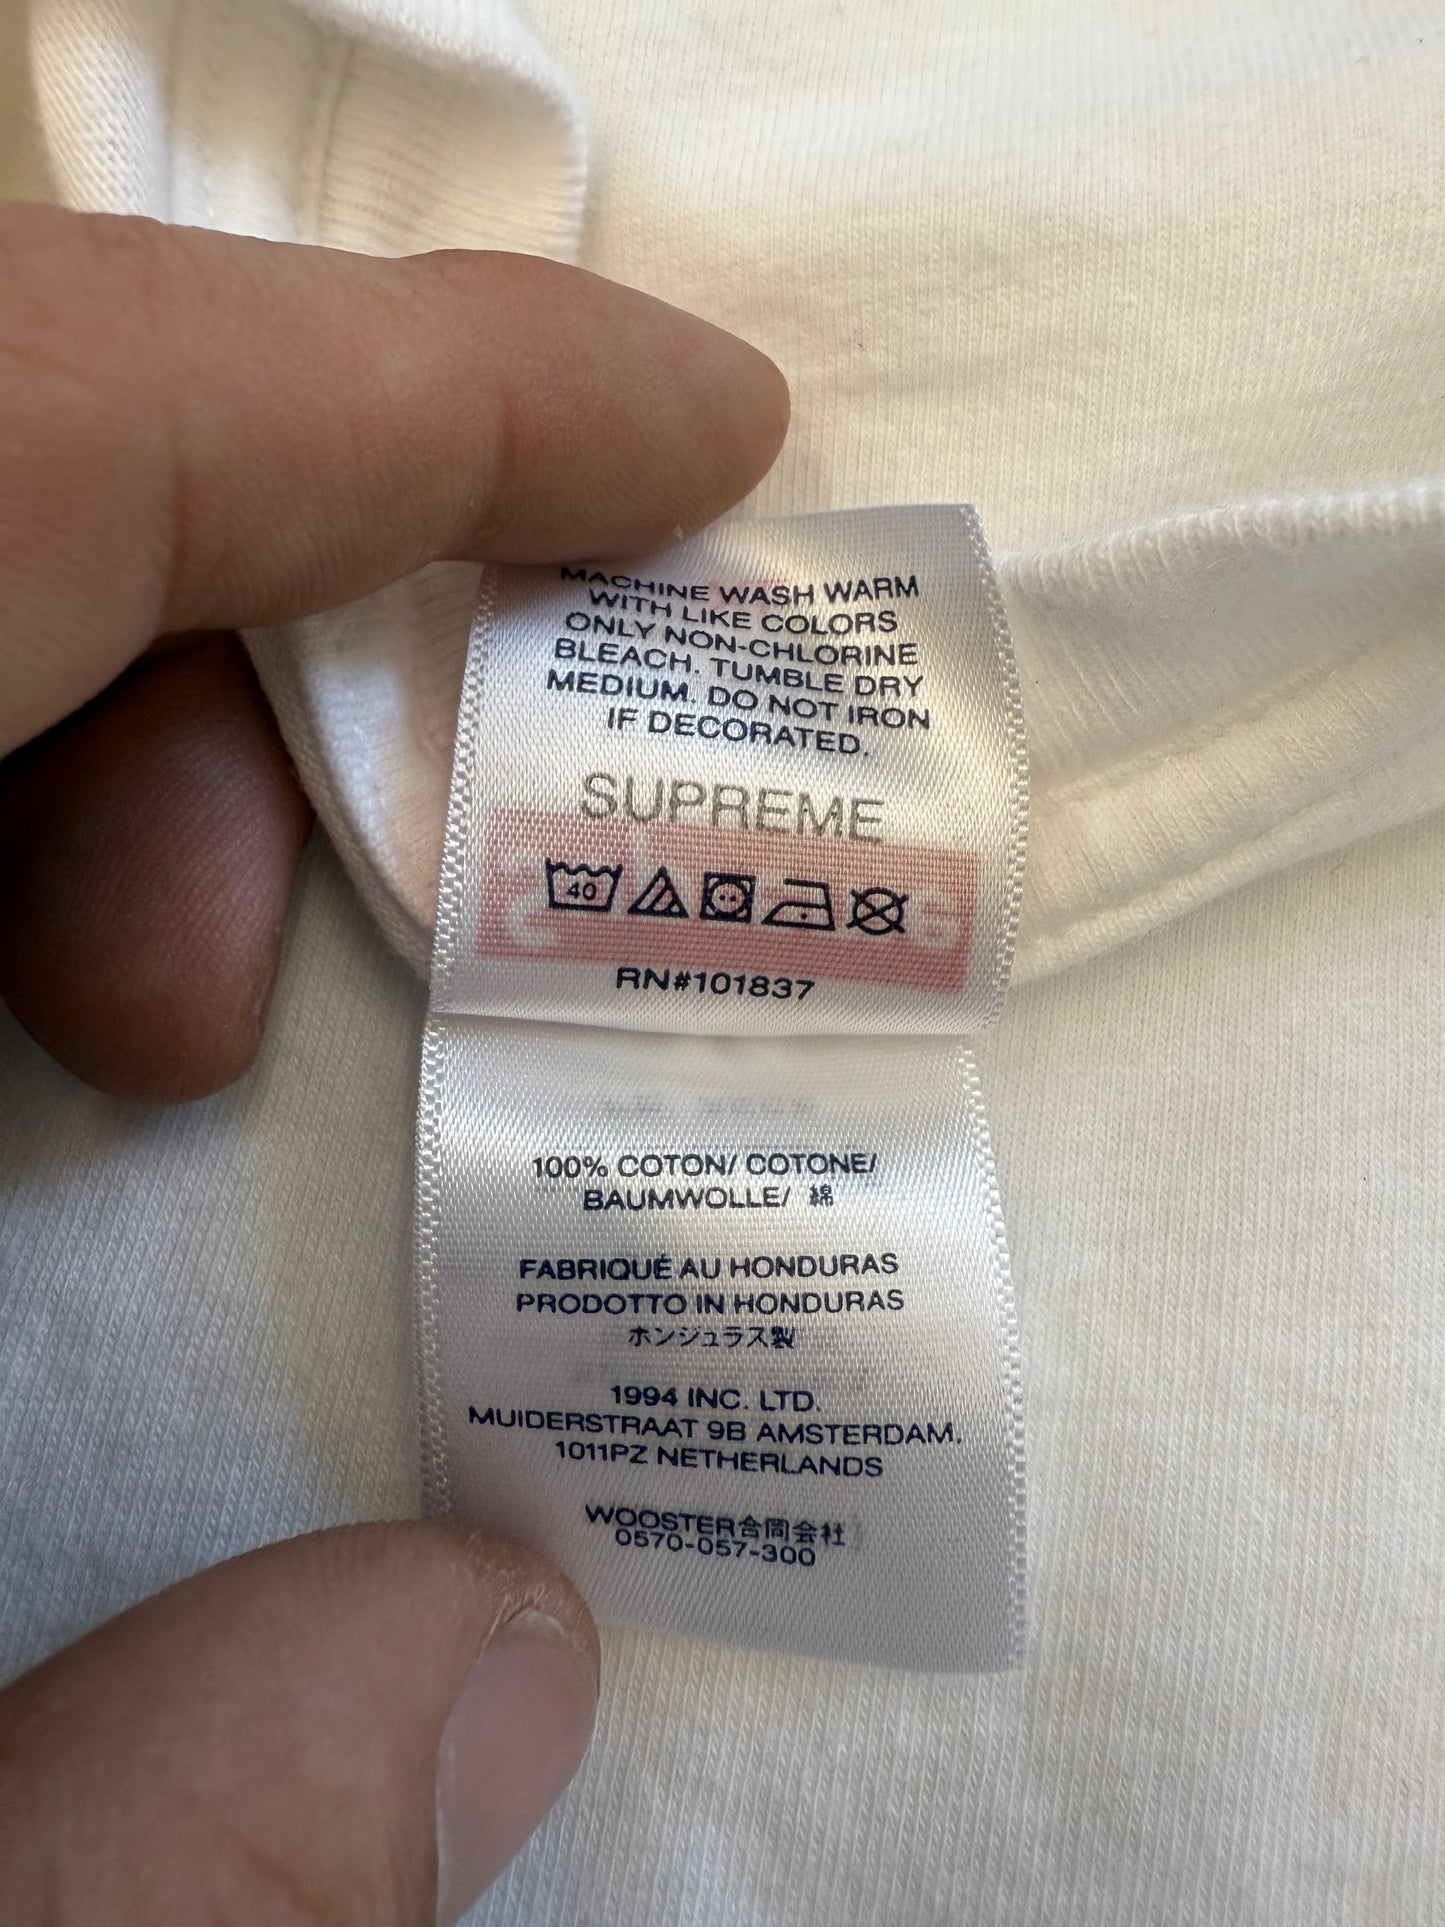 MACHINE WASH WARM
WITH LIKE COLORS
ONLY NON-CHLORINE
BLEACH. TUMBLE DRY
MEDIUM. DO NOT IRON
IF DECORATED.
SUPREME
40
RN#101837
100% COTON/ COTONE/
BAUMWOLLE/ 綿
FABRIQUÉ AU HONDURAS
PRODOTTO IN HONDURAS
ホンジュラス製
1994 INC. LTD.
MUIDERSTRAAT 9B AMSTERDAM.
1011PZ NETHERLANDS
WOOSTER合同会社
0570-057-300